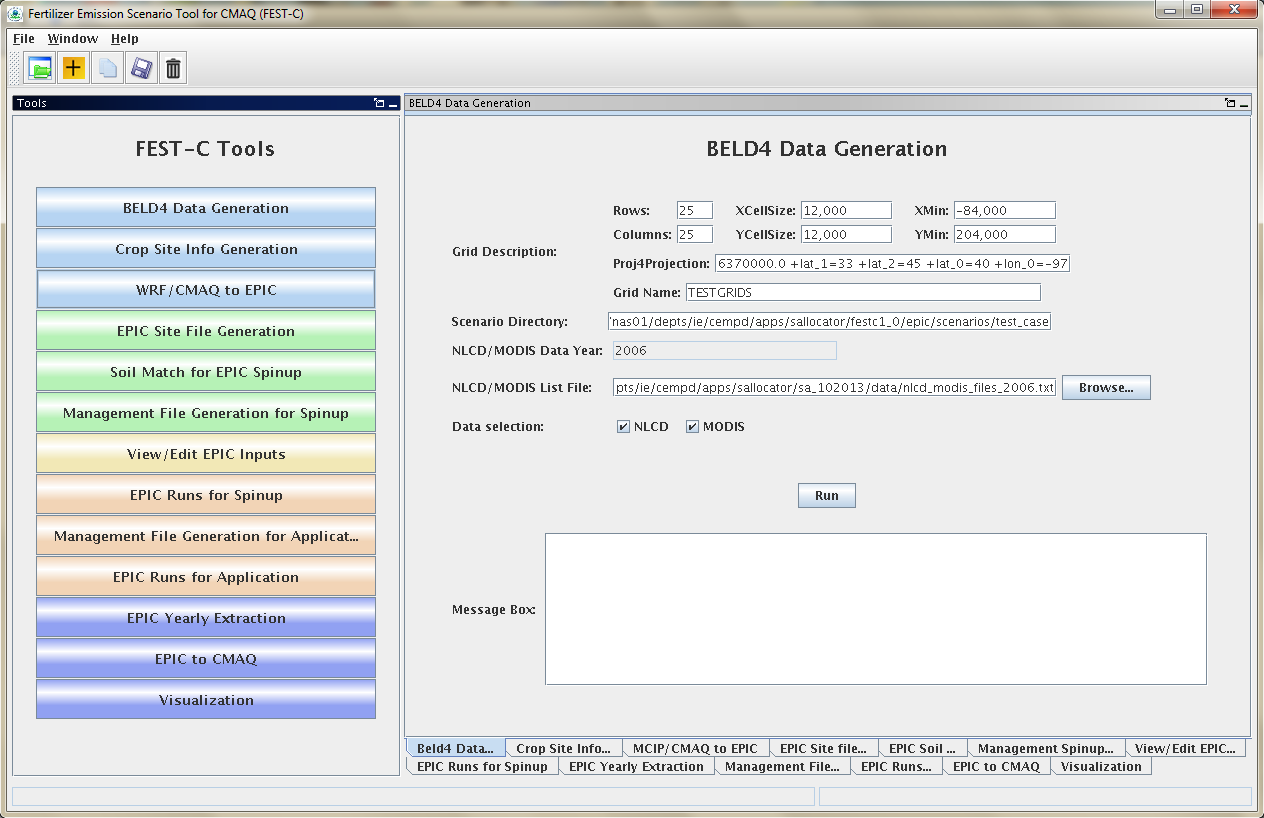 Fertilizer Emission Scenario Tool for CMAQ (FEST-C)
File Window Help
Tools
FEST-C Tools
BELD4 Data Generation
Crop Site Info Generation
WRF/CMAQ to EPIC
EPIC Site File Generation
Soil Match for EPIC Spinup
Management File Generation for Spinup
View/Edit EPIC Inputs
EPIC Runs for Spinup
Management File Generation for Applicat...
EPIC Runs for Application
EPIC Yearly Extraction
EPIC to CMAQ
Visualization
BELD4 Data Generation
BELD4 Data Generation
Grid Description:
Rows: 25 XCellSize: 12,000 XMin: -84,000
Columns: 25 YCellSize: 12,000 YMin: 204,000
Proj4Projection: 6370000.0 +lat_1=33 +lat_2=45 +lat_0=40 +lon_0=-97
Grid Name: TESTGRIDS
Scenario Directory: 'nas01/depts/ie/cempd/apps/sallocator/festc1_0/epic/scenarios/test_case
NLCD/MODIS Data Year: 2006
NLCD/MODIS List File: pts/ie/cempd/apps/sallocator/sa_102013/data/nlcd_modis_files_2006.txt Browse...
Data selection: NLCD MODIS
Run
Message Box:
Beld4 Data... Crop Site Info... MCIP/CMAQ to EPIC EPIC Site file... EPIC Soil ... Management Spinup... View/Edit EPIC...
EPIC Runs for Spinup EPIC Yearly Extraction Management File... EPIC Runs... EPIC to CMAQ Visualization